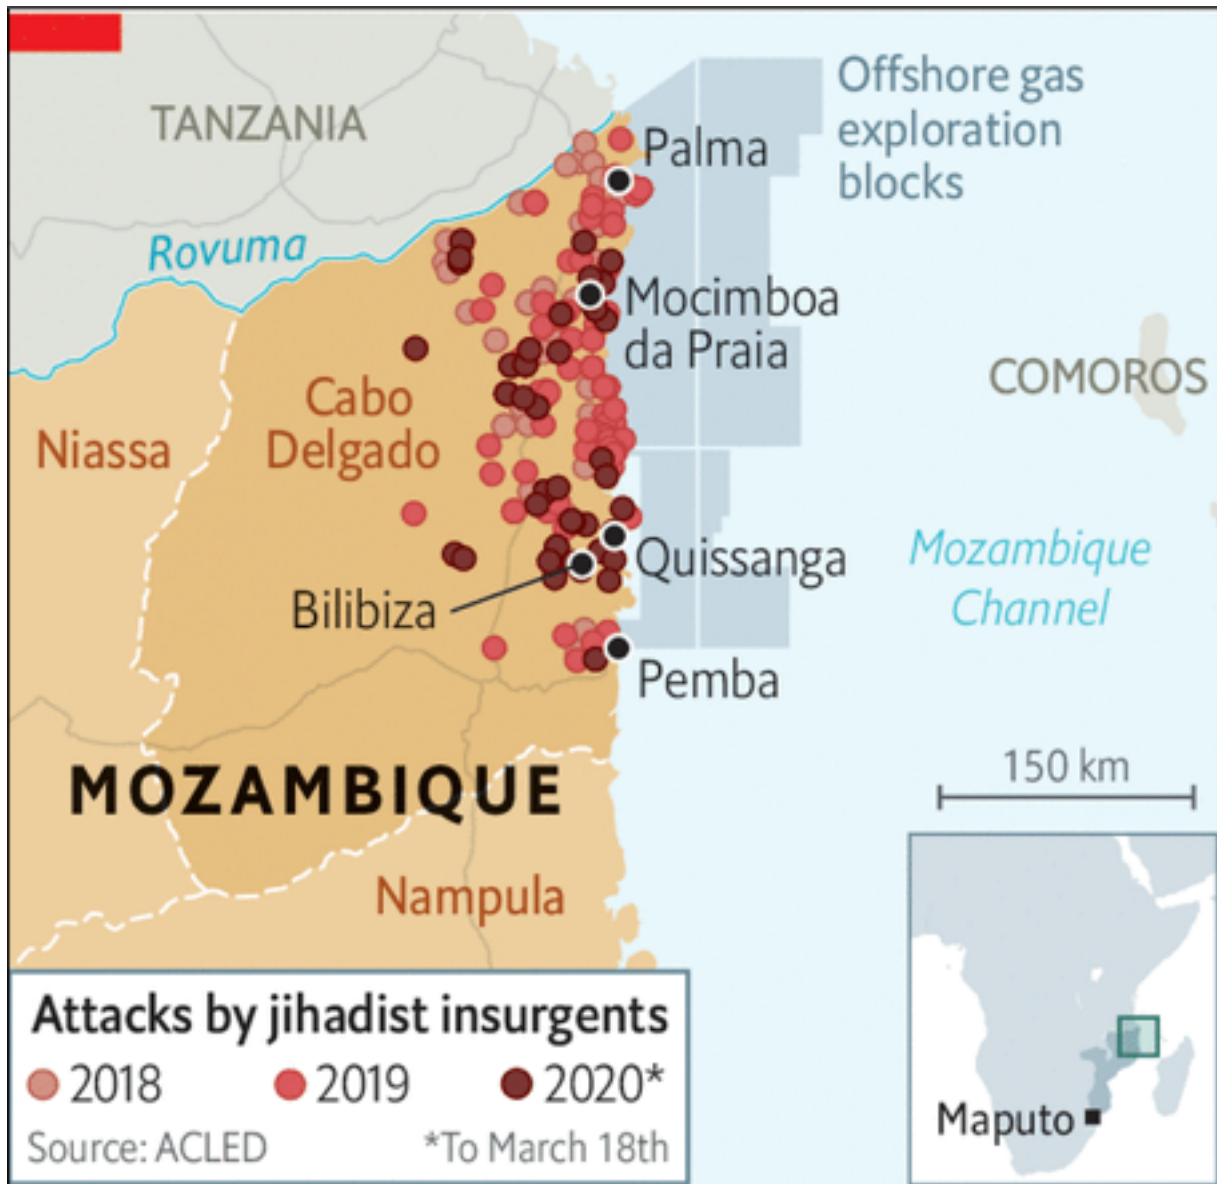 TANZANIA
Offshore gas
exploration
blocks
Palma
Rovuma
Mocimboa
da Praia
COMOROS
Cabo
Delgado
Niassa
Quissanga
Mozambique
Channel
Bilibiza
Pemba
MOZAMBIQUE
150 km
Nampula
Attacks by jihadist insurgents
2018 2019 2020*
Source: ACLED *To March 18th
Maputo